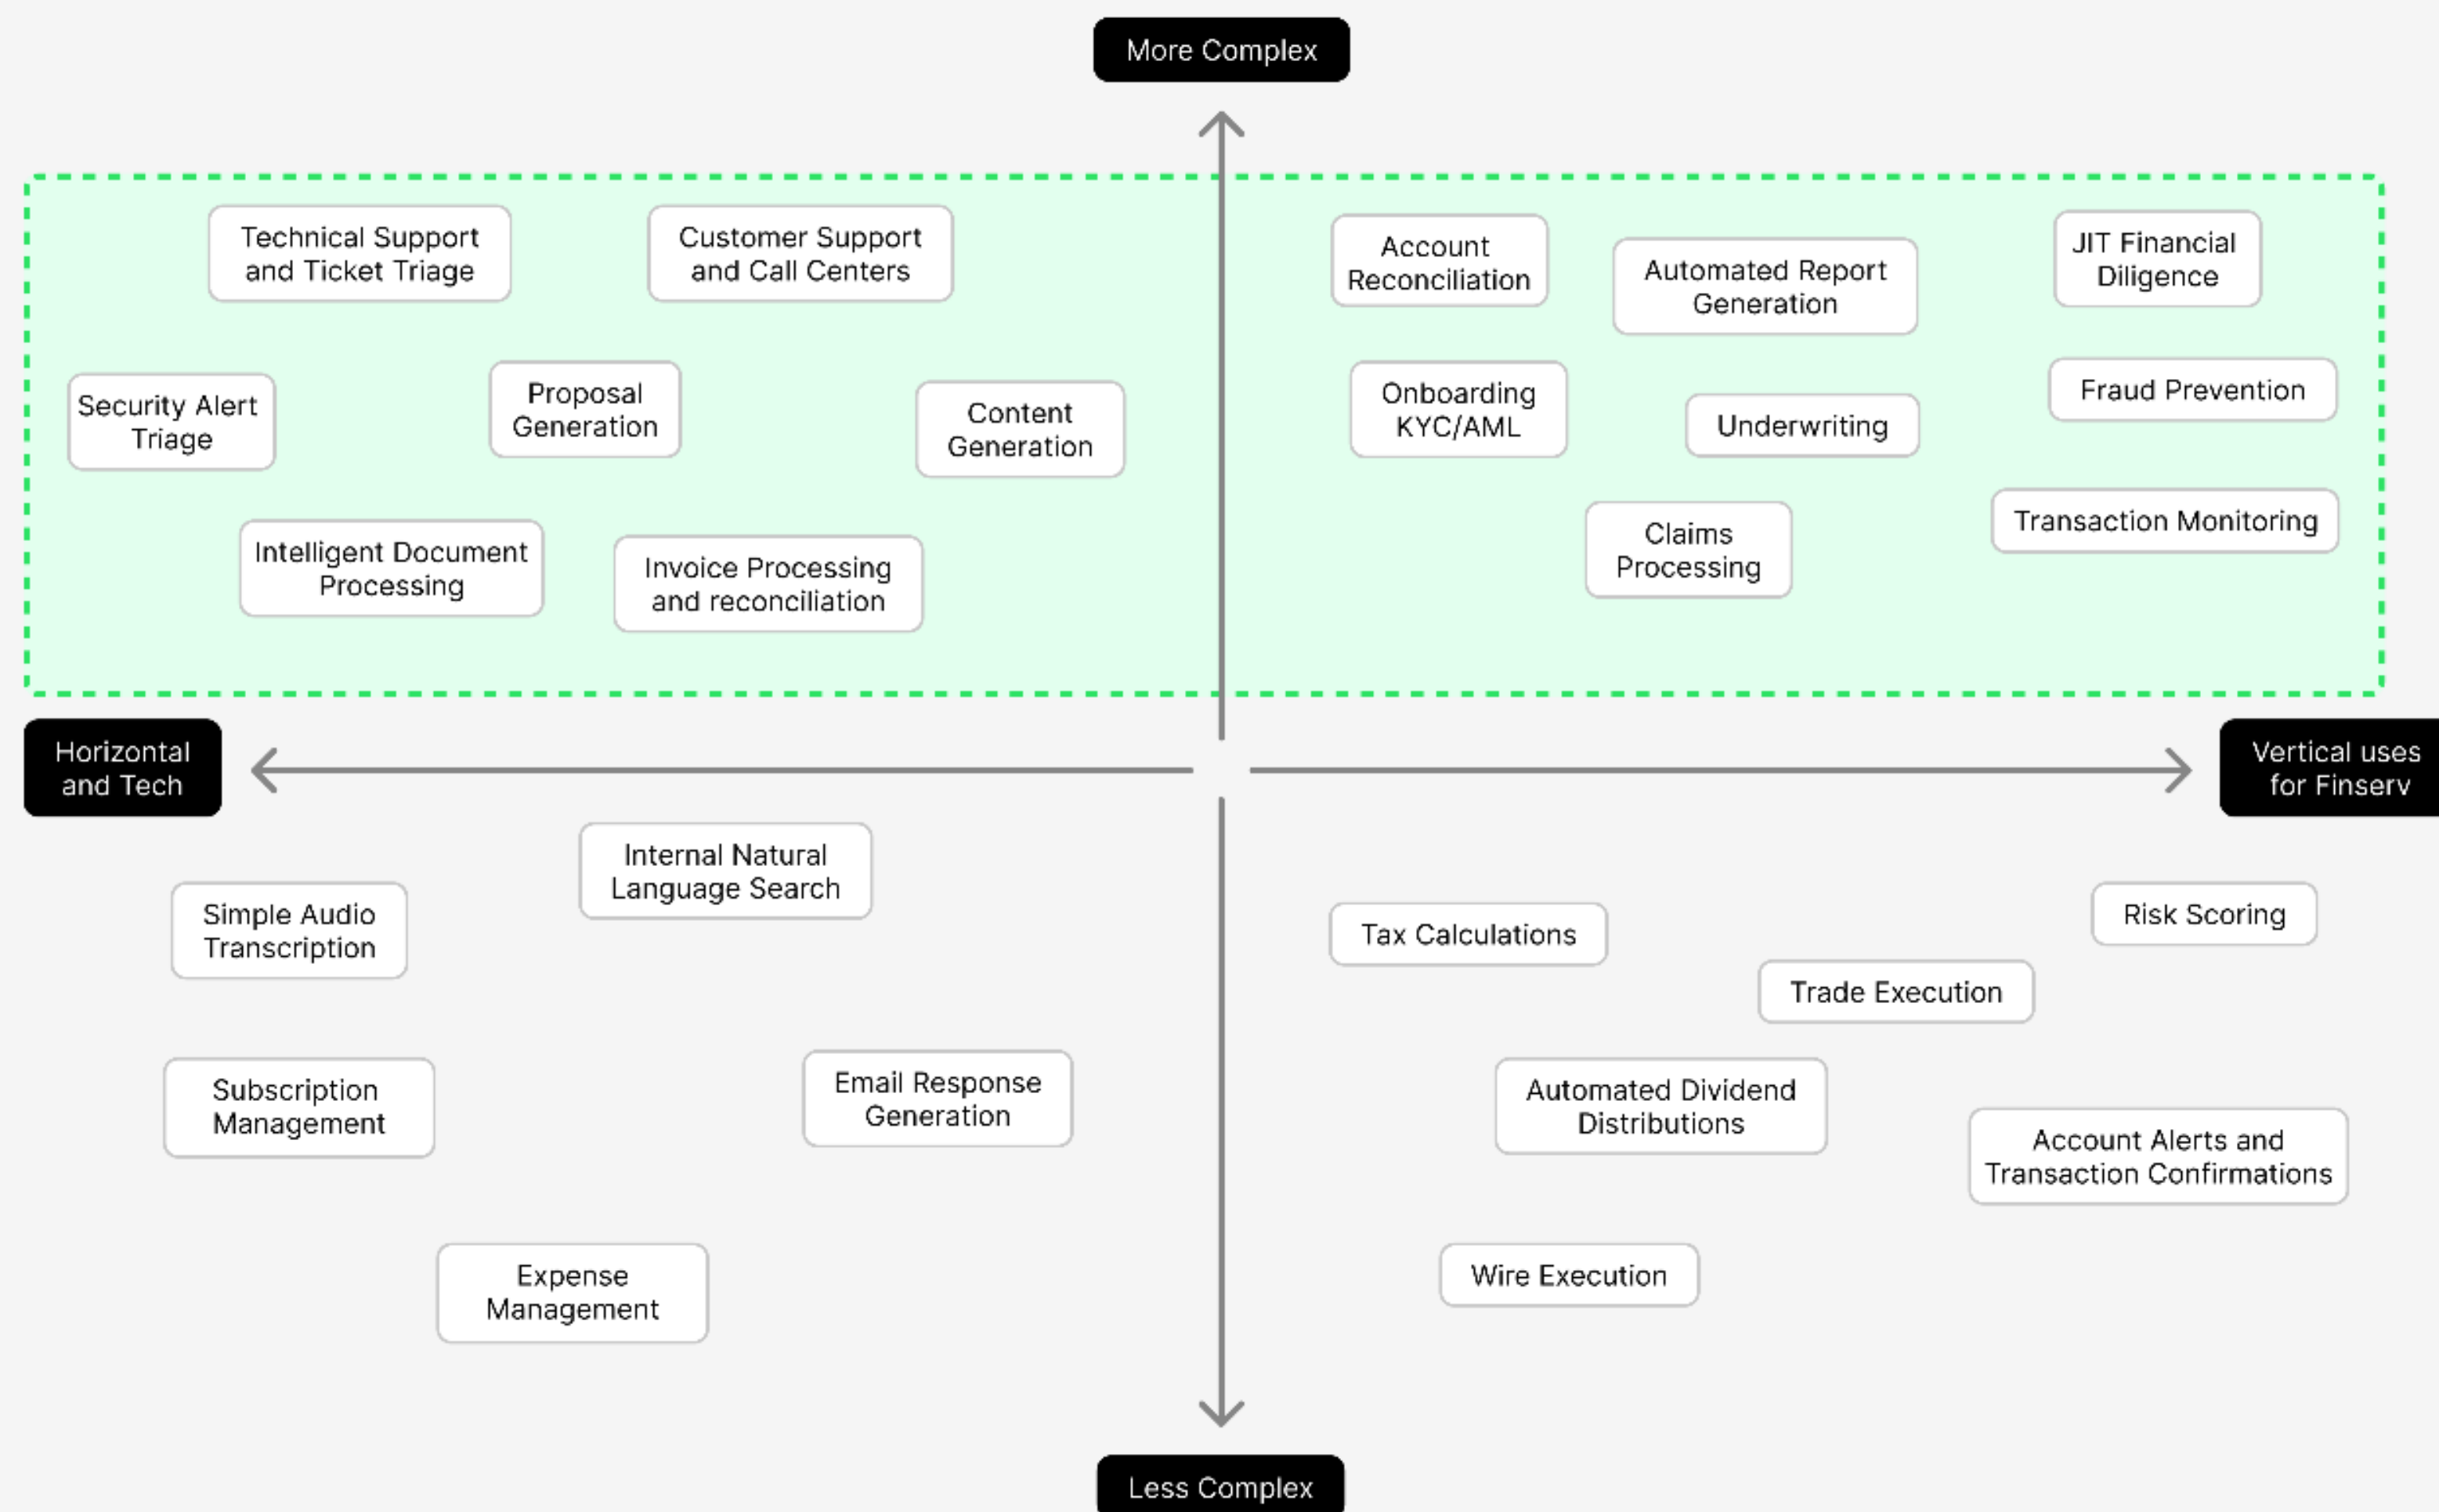 More Complex
Technical Support
and Ticket Triage
Customer Support
and Call Centers
Account
Reconciliation
Automated Report
Generation
JIT Financial
Diligence
Security Alert
Triage
Proposal
Generation
Content
Generation
Onboarding
KYC/AML
Underwriting
Fraud Prevention
Intelligent Document
Processing
Invoice Processing
and reconciliation
Claims
Processing
Transaction Monitoring
Horizontal
and Tech
Vertical uses
for Finserv
Internal Natural
Language Search
Simple Audio
Transcription
Tax Calculations
Risk Scoring
Trade Execution
Subscription
Management
Email Response
Generation
Automated Dividend
Distributions
Account Alerts and
Transaction Confirmations
Expense
Management
Wire Execution
Less Complex